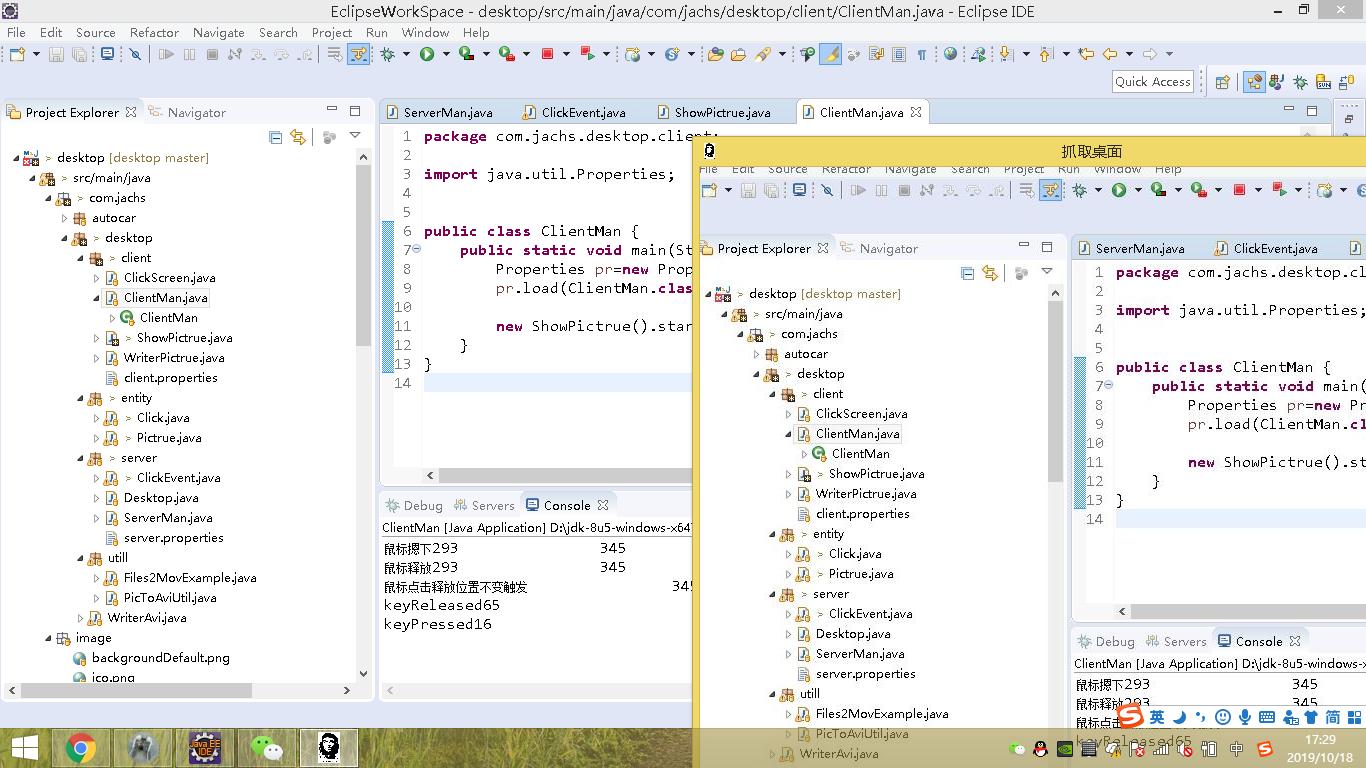 EclipseWorkSpace - desktop/src/main/java/com/jachs/desktop/client/ClientMan.java - Eclipse IDE
File Edit Source Refactor Navigate Search Project Run Window Help
Quick Access
Project Explorer Navigator
> desktop [desktop master]
> src/main/java
> com.jachs
autocar
> desktop
> client
ClickScreen.java
ClientMan.java
ClientMan
> ShowPictrue.java
WriterPictrue.java
client.properties
> entity
> Click.java
> Pictrue.java
> server
> ClickEvent.java
Desktop.java
ServerMan.java
server.properties
utill
Files2MovExample.java
PicToAviUtil.java
WriterAvi.java
image
backgroundDefault.png
ico.png
ServerMan.java ClickEvent.java ShowPictrue.java ClientMan.java
1 package com.jachs.desktop.client;
2
3 import java.util.Properties;
4
5
6 public class ClientMan {
7 public static void main(St
8 Properties pr=new Prop
9 pr.load(ClientMan.clas
10
11 new ShowPictrue().star
12 }
13 }
14
Debug Servers Console
ClientMan [Java Application] D:\jdk-8u5-windows-x64
鼠标摁下293 345
鼠标释放293 345
鼠标点击释放位置不变触发 345
keyReleased65
keyPressed16
抓取桌面
File Edit Source Refactor Navigate Search Project Run Window Help
Project Explorer Navigator
> desktop [desktop master]
> src/main/java
> com.jachs
autocar
> desktop
> client
ClickScreen.java
ClientMan.java
ClientMan
> ShowPictrue.java
WriterPictrue.java
client.properties
> entity
> Click.java
> Pictrue.java
> server
> ClickEvent.java
Desktop.java
ServerMan.java
server.properties
utill
Files2MovExample.java
PicToAviUtil.java
WriterAvi.java
ServerMan.java ClickEvent.java
1 package com.jachs.desktop.cl
2
3 import java.util.Properties;
4
5
6 public class ClientMan {
7 public static void main(
8 Properties pr=new Pr
9 pr.load(ClientMan.cl
10
11 new ShowPictrue().st
12 }
13 }
14
Debug Servers Console
ClientMan [Java Application] D:\jdk-8u5-windows-x
鼠标摁下293 345
鼠标释放293 345
鼠标点击
keyReleased65
英 简
Java EE IDE
中
17:29
2019/10/18